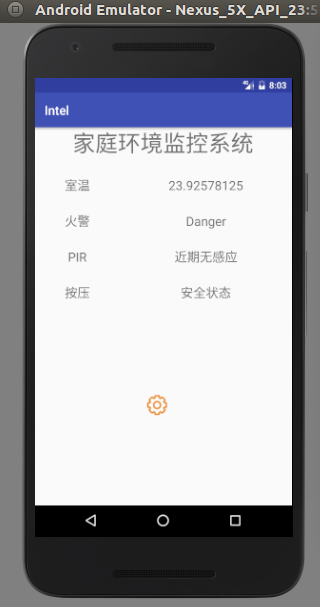 Android Emulator - Nexus_5X_API_23:5
8:03
Intel
家庭环境监控系统
室温 23.92578125
火警 Danger
PIR 近期无感应
按压 安全状态